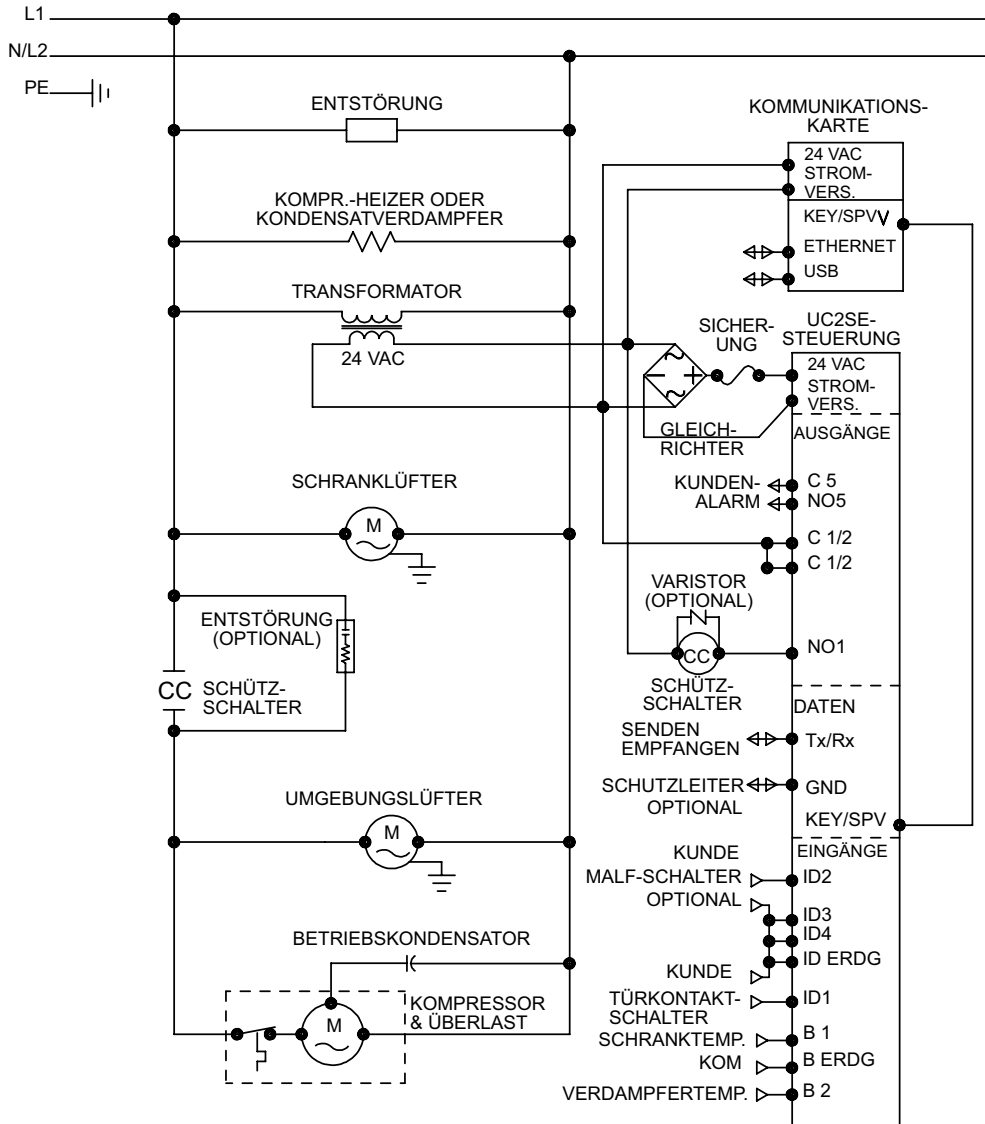 L1
N/L2
PE
ENTSTÖRUNG
KOMMUNIKATIONS-
KARTE
24 VAC
STROM-
VERS.
KEY/SPV
ETHERNET
USB
KOMPR.-HEIZER ODER
KONDENSATVERDAMPFER
TRANSFORMATOR
24 VAC
SICHER-
UNG
UC2SE-
STEUERUNG
24 VAC
STROM-
VERS.
GLEICH-
RICHTER
AUSGÄNGE
KUNDEN-
ALARM
C 5
NO5
C 1/2
C 1/2
SCHRANKLÜFTER
M
ENTSTÖRUNG
(OPTIONAL)
CC
SCHÜTZ-
SCHALTER
VARISTOR
(OPTIONAL)
CC
NO1
SCHÜTZ-
SCHALTER
DATEN
SENDEN
EMPFANGEN
Tx/Rx
SCHUTZLEITER
OPTIONAL
GND
KEY/SPV
UMGEBUNGSLÜFTER
M
EINGÄNGE
KUNDE
MALF-SCHALTER
OPTIONAL
ID2
ID3
ID4
ID ERDG
KUNDE
TÜRKONTAKT-
SCHALTER
ID1
SCHRANKTEMP.
B 1
KOM
B ERDG
VERDAMPFERTEMP.
B 2
BETRIEBSKONDENSATOR
M
KOMPRESSOR
& ÜBERLAST